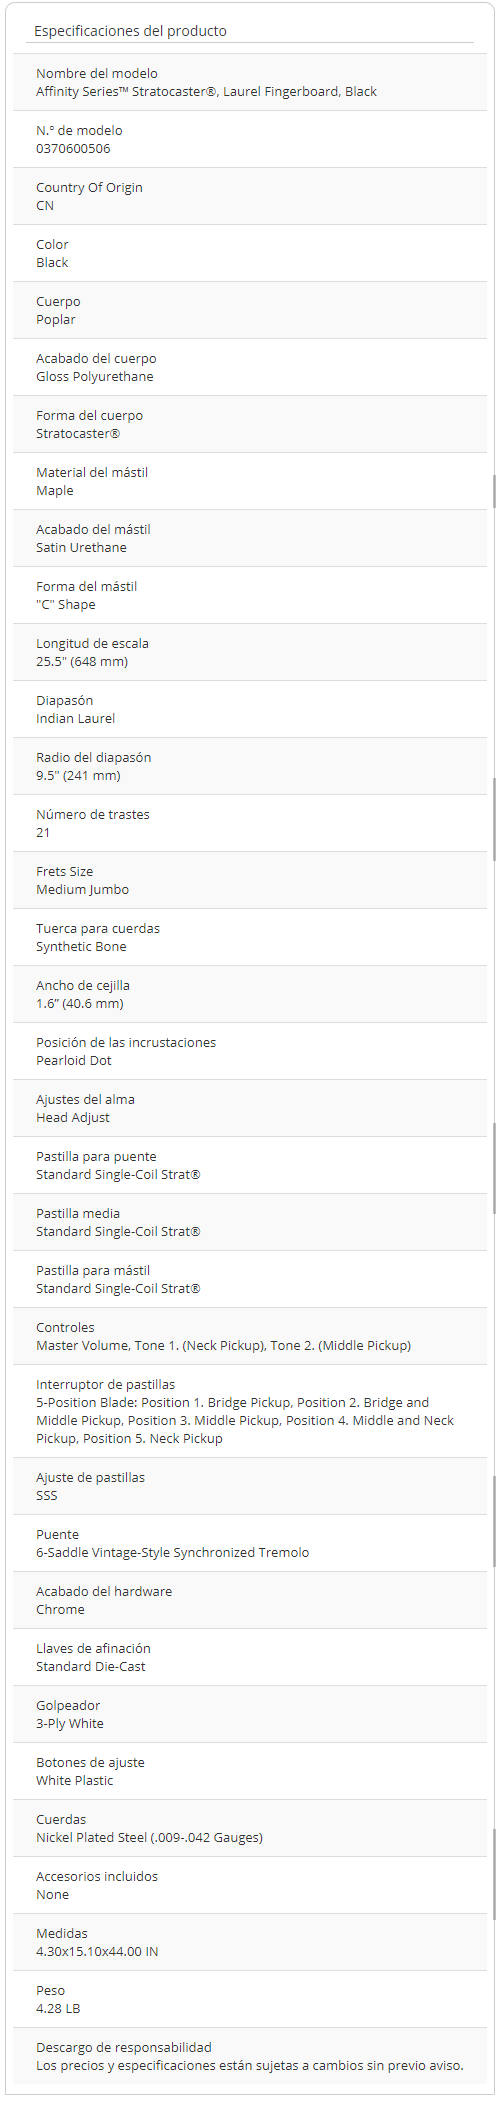 Especificaciones del producto
Nombre del modelo
Affinity Series™ Stratocaster®, Laurel Fingerboard, Black
N.º de modelo
0370600506
Country Of Origin
CN
Color
Black
Cuerpo
Poplar
Acabado del cuerpo
Gloss Polyurethane
Forma del cuerpo
Stratocaster®
Material del mástil
Maple
Acabado del mástil
Satin Urethane
Forma del mástil
"C" Shape
Longitud de escala
25.5" (648 mm)
Diapasón
Indian Laurel
Radio del diapasón
9.5" (241 mm)
Número de trastes
21
Frets Size
Medium Jumbo
Tuerca para cuerdas
Synthetic Bone
Ancho de cejilla
1.6” (40.6 mm)
Posición de las incrustaciones
Pearloid Dot
Ajustes del alma
Head Adjust
Pastilla para puente
Standard Single-Coil Strat®
Pastilla media
Standard Single-Coil Strat®
Pastilla para mástil
Standard Single-Coil Strat®
Controles
Master Volume, Tone 1. (Neck Pickup), Tone 2. (Middle Pickup)
Interruptor de pastillas
5-Position Blade: Position 1. Bridge Pickup, Position 2. Bridge and
Middle Pickup, Position 3. Middle Pickup, Position 4. Middle and Neck
Pickup, Position 5. Neck Pickup
Ajuste de pastillas
SSS
Puente
6-Saddle Vintage-Style Synchronized Tremolo
Acabado del hardware
Chrome
Llaves de afinación
Standard Die-Cast
Golpeador
3-Ply White
Botones de ajuste
White Plastic
Cuerdas
Nickel Plated Steel (.009-.042 Gauges)
Accesorios incluidos
None
Medidas
4.30x15.10x44.00 IN
Peso
4.28 LB
Descargo de responsabilidad
Los precios y especificaciones están sujetas a cambios sin previo aviso.